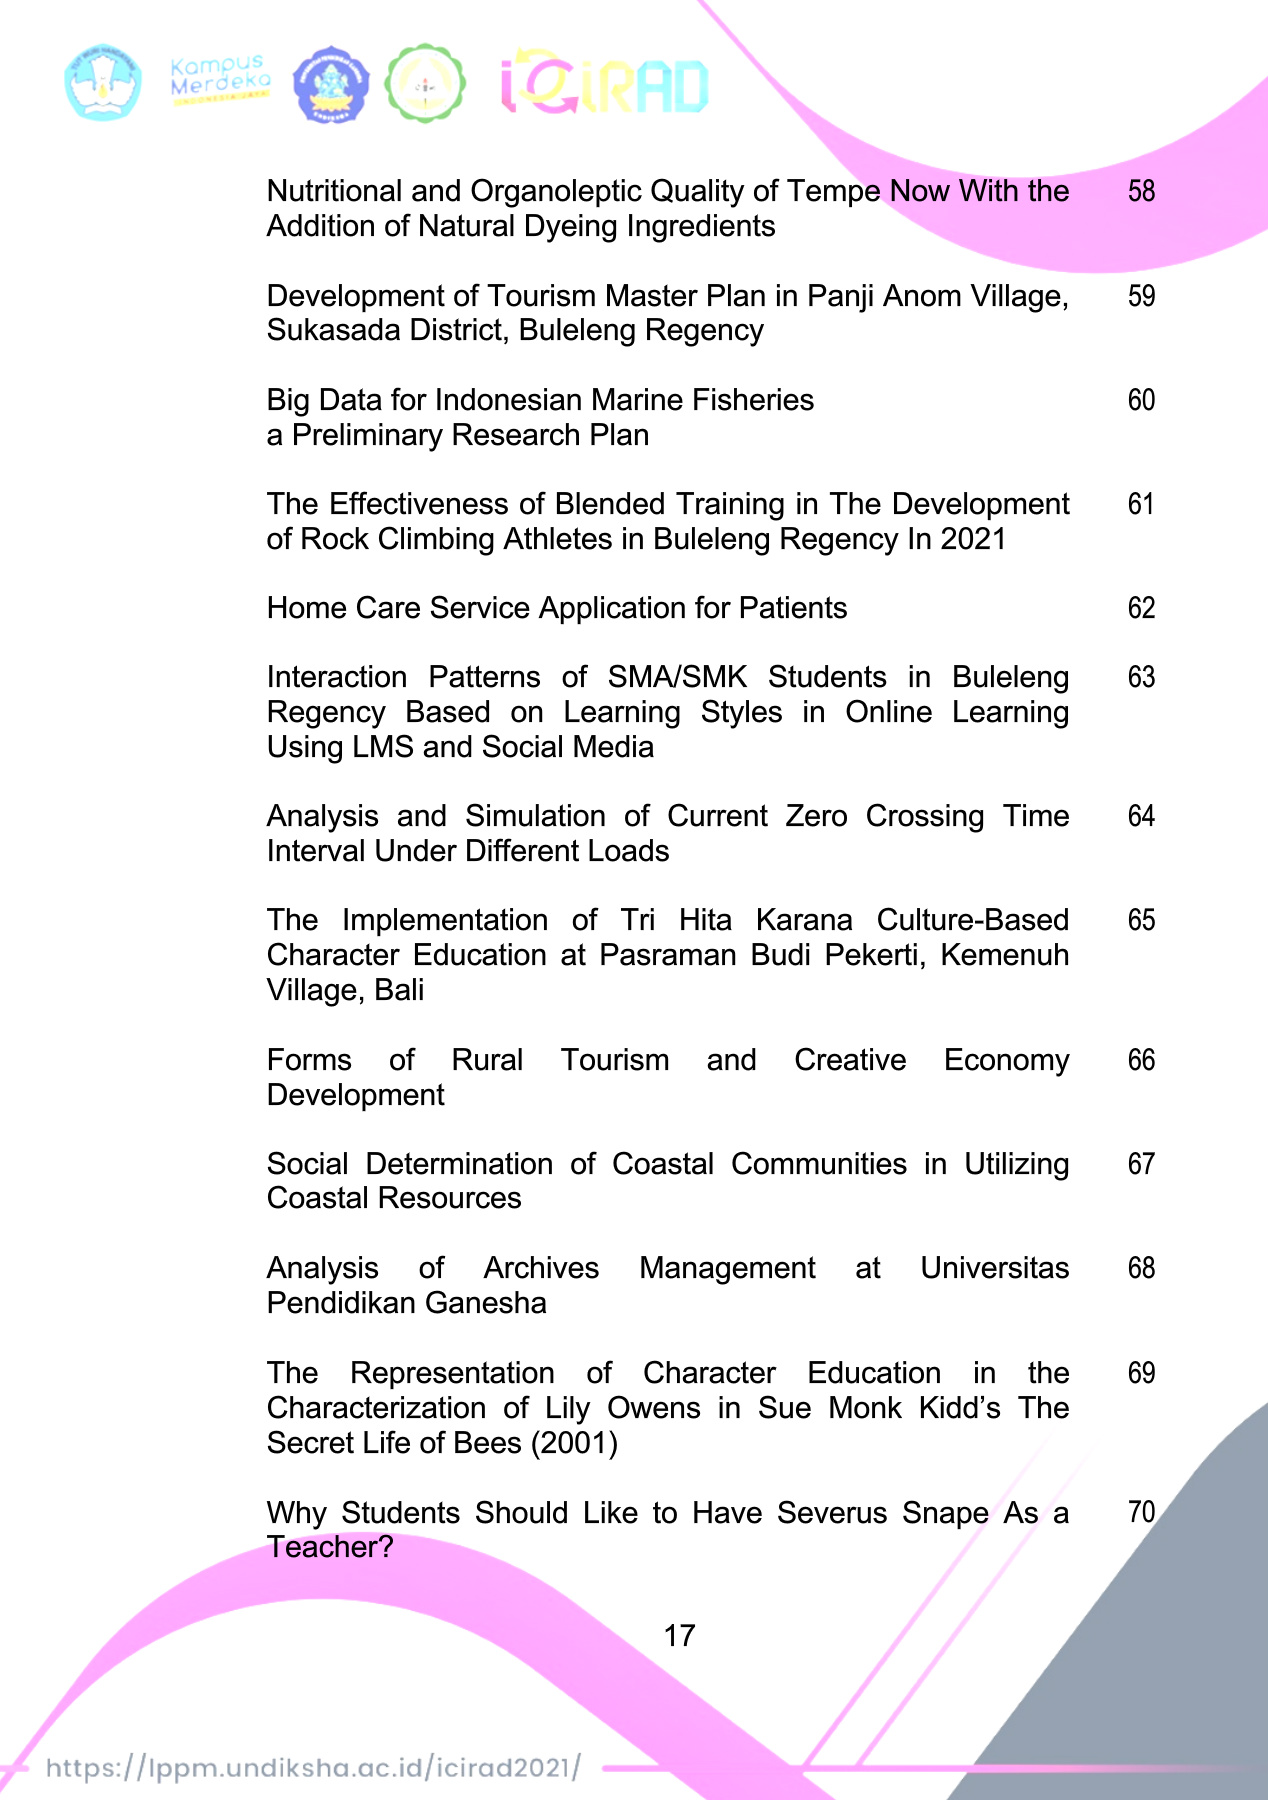 Kampus
Merdeka
INDONESIA JAYA
iCiRAD
Nutritional and Organoleptic Quality of Tempe Now With the 58
Addition of Natural Dyeing Ingredients
Development of Tourism Master Plan in Panji Anom Village, 59
Sukasada District, Buleleng Regency
Big Data for Indonesian Marine Fisheries 60
a Preliminary Research Plan
The Effectiveness of Blended Training in The Development 61
of Rock Climbing Athletes in Buleleng Regency In 2021
Home Care Service Application for Patients 62
Interaction Patterns of SMA/SMK Students in Buleleng 63
Regency Based on Learning Styles in Online Learning
Using LMS and Social Media
Analysis and Simulation of Current Zero Crossing Time 64
Interval Under Different Loads
The Implementation of Tri Hita Karana Culture-Based 65
Character Education at Pasraman Budi Pekerti, Kemenuh
Village, Bali
Forms of Rural Tourism and Creative Economy 66
Development
Social Determination of Coastal Communities in Utilizing 67
Coastal Resources
Analysis of Archives Management at Universitas 68
Pendidikan Ganesha
The Representation of Character Education in the 69
Characterization of Lily Owens in Sue Monk Kidd’s The
Secret Life of Bees (2001)
Why Students Should Like to Have Severus Snape As a 70
Teacher?
17
https://lppm.undiksha.ac.id/icirad2021/